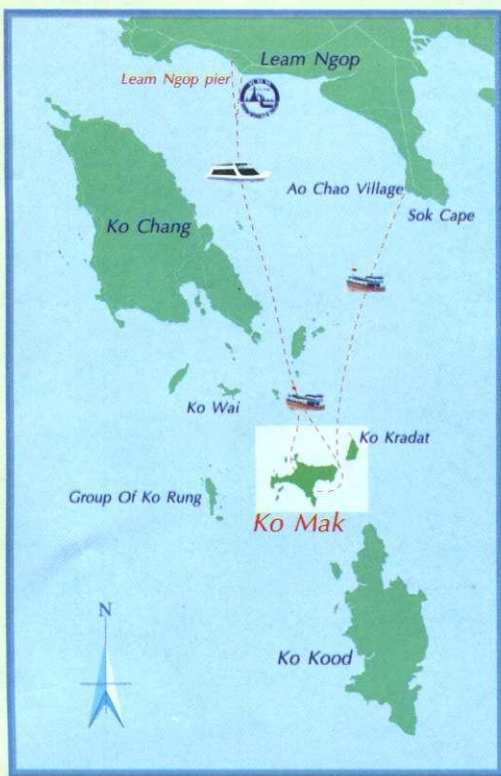 Leam Ngop
Leam Ngop pier
Ao Chao Village
Sok Cape
Ko Chang
Ko Wai
Ko Kradat
Group Of Ko Rung
Ko Mak
N
Ko Kood